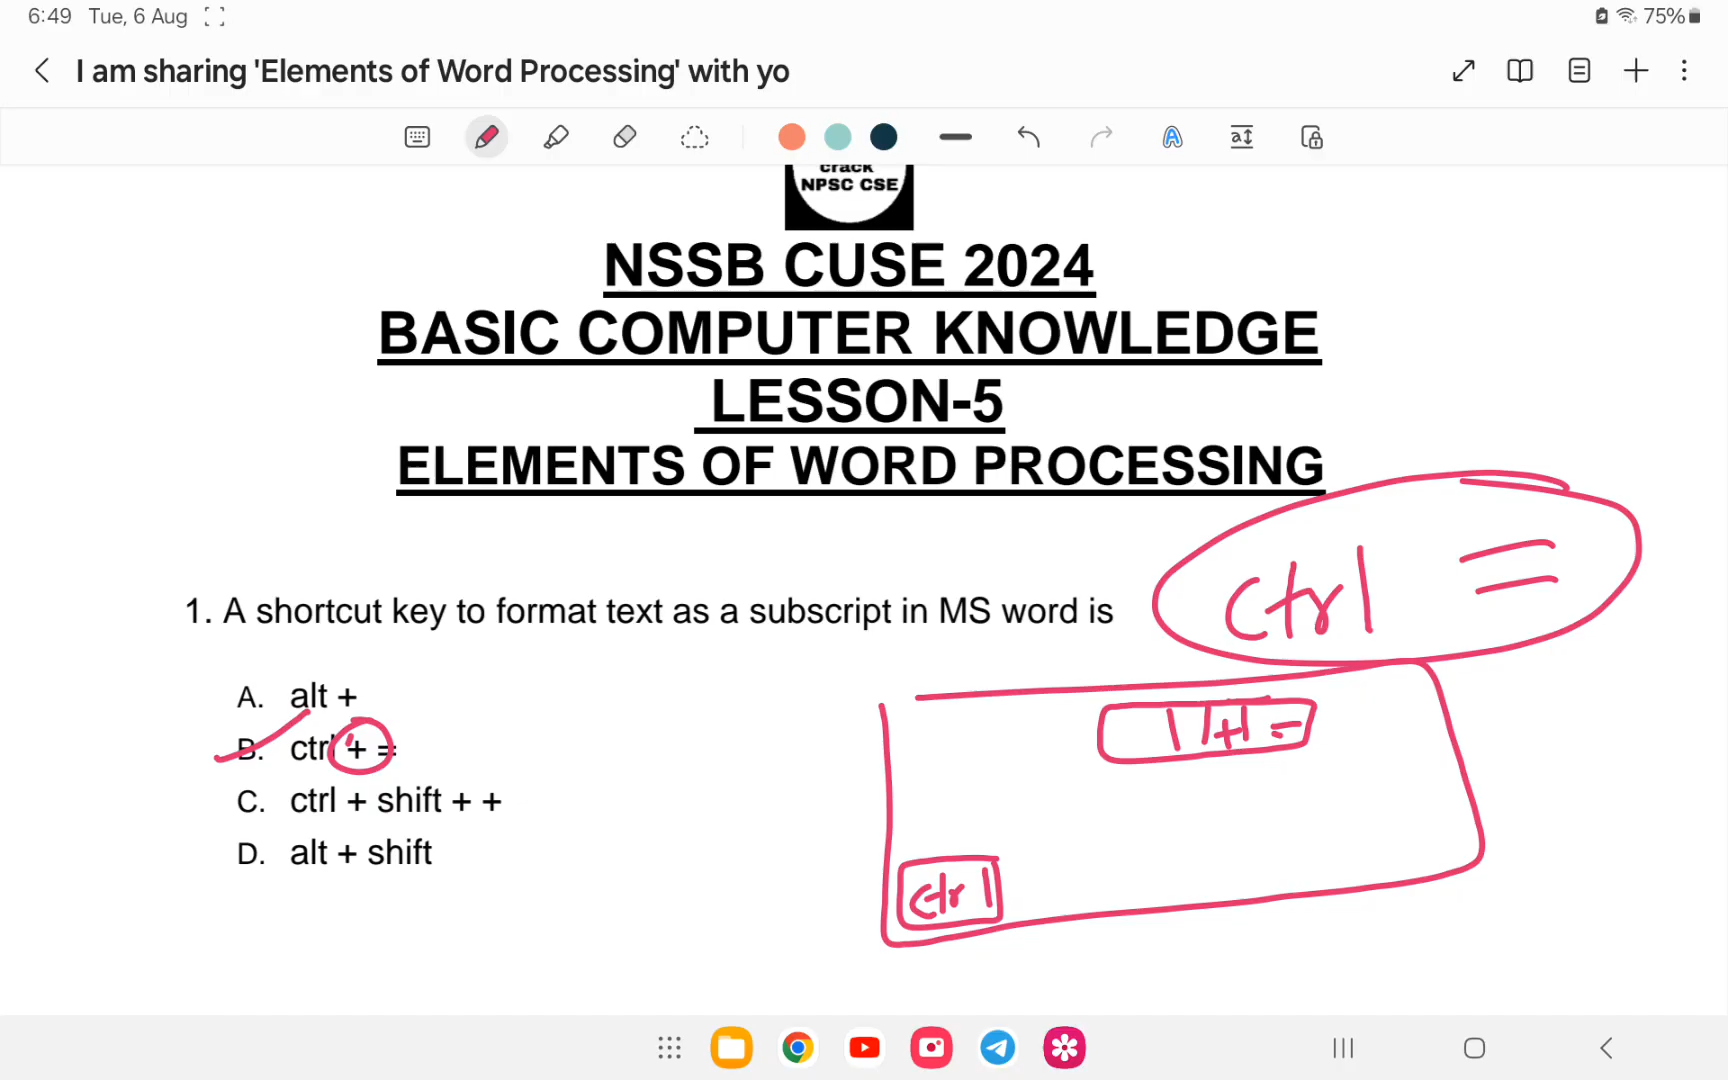 6:49 Tue, 6 Aug 75%
I am sharing 'Elements of Word Processing' with yo
crack
NPSC CSE
NSSB CUSE 2024
BASIC COMPUTER KNOWLEDGE
LESSON-5
ELEMENTS OF WORD PROCESSING
ctrl =
1. A shortcut key to format text as a subscript in MS word is
A. alt +
B. ctrl + =
C. ctrl + shift + +
D. alt + shift
+ =
ctrl